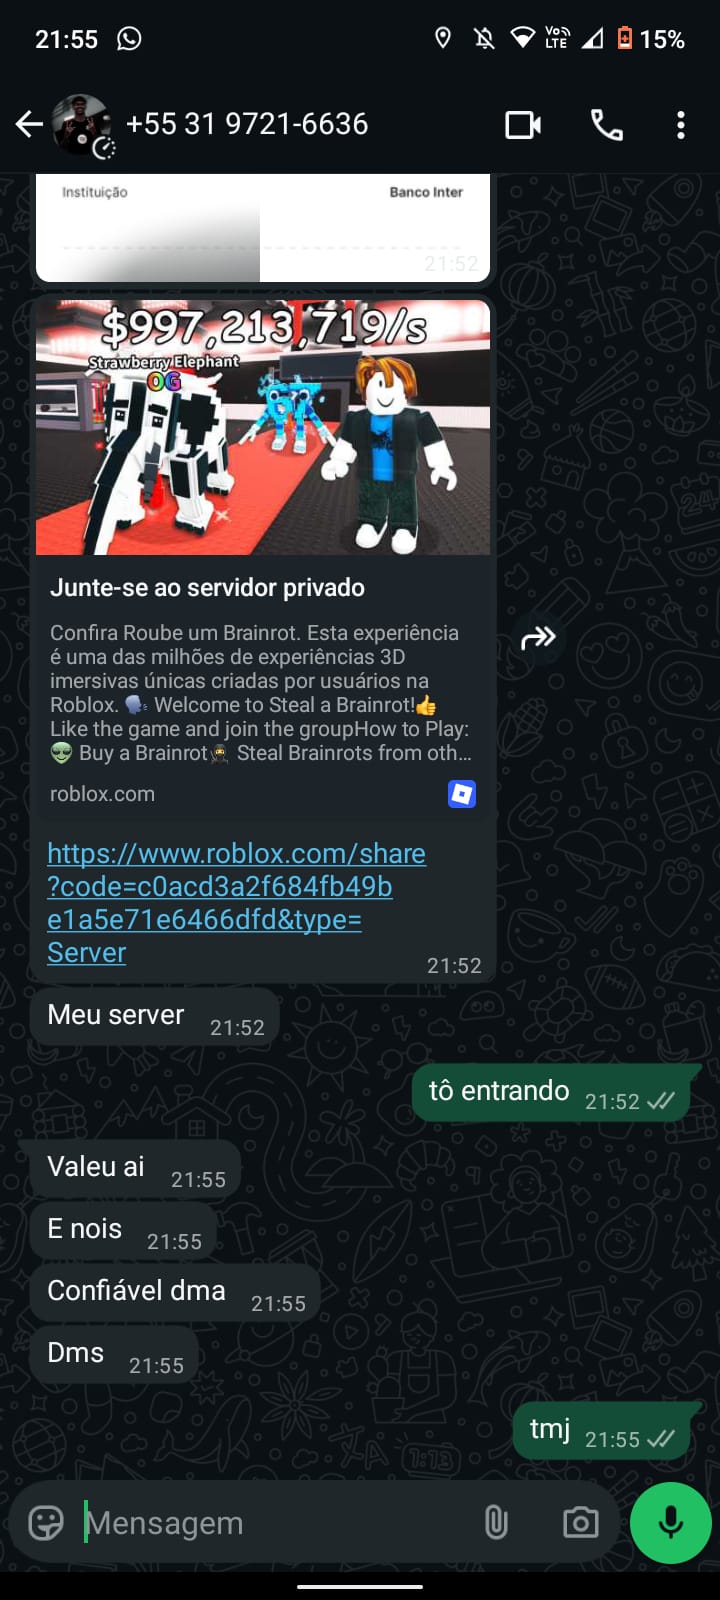 21:55
Vo
LTE
15%
+55 31 9721-6636
Instituição
Banco Inter
21:52
$997,213,719/s
Strawberry Elephant
OG
Junte-se ao servidor privado
Confira Roube um Brainrot. Esta experiência
é uma das milhões de experiências 3D
imersivas únicas criadas por usuários na
Roblox. 🗣️ Welcome to Steal a Brainrot!👍
Like the game and join the groupHow to Play:
👽 Buy a Brainrot🥷 Steal Brainrots from oth…
roblox.com
https://www.roblox.com/share
?code=c0acd3a2f684fb49b
e1a5e71e6466dfd&type=
Server
21:52
Meu server 21:52
tô entrando 21:52
Valeu ai 21:55
E nois 21:55
Confiável dma 21:55
Dms 21:55
tmj 21:55
Mensagem